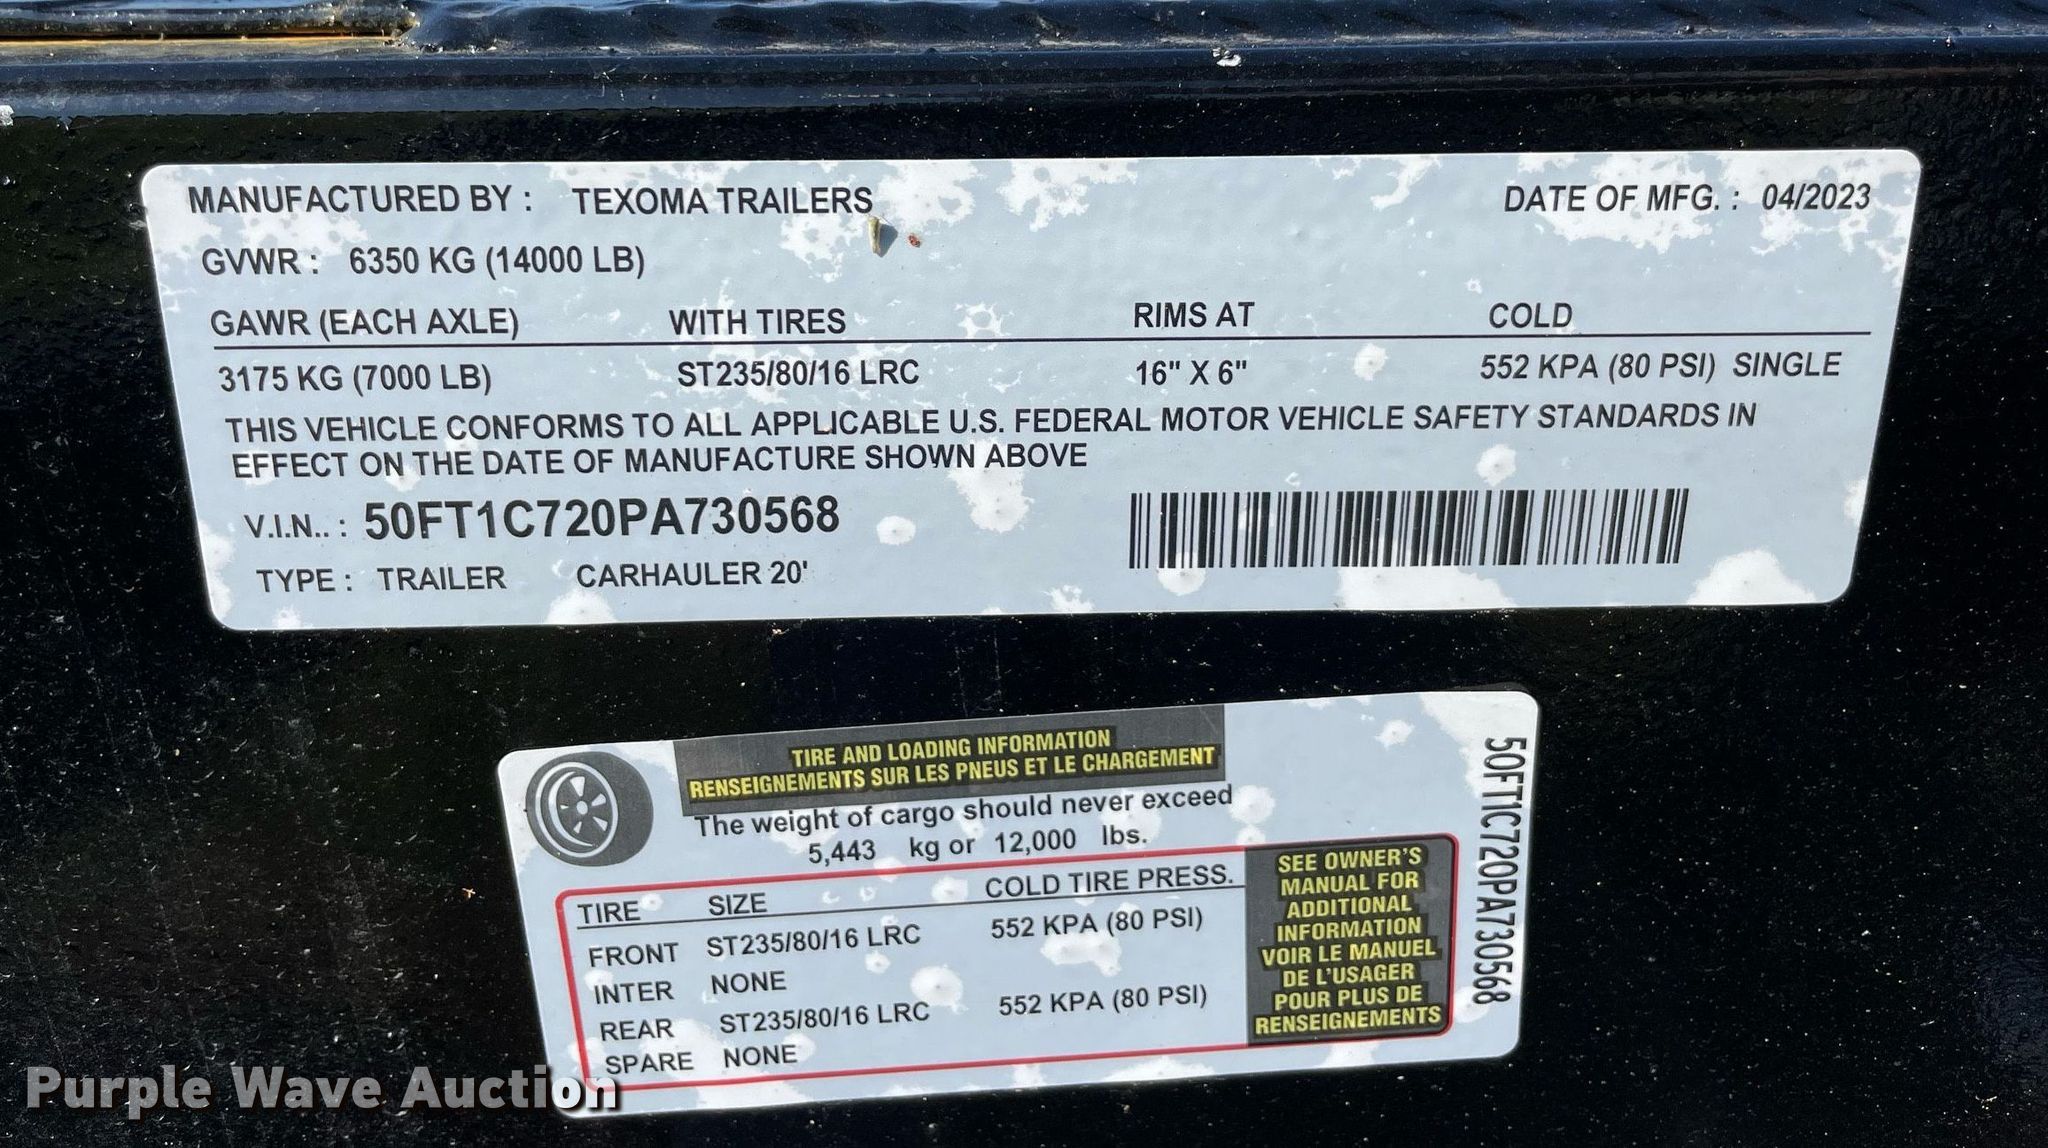 MANUFACTURED BY : TEXOMA TRAILERS DATE OF MFG. : 04/2023
GVWR : 6350 KG (14000 LB)
GAWR (EACH AXLE) WITH TIRES RIMS AT COLD
3175 KG (7000 LB) ST235/80/16 LRC 16" X 6" 552 KPA (80 PSI) SINGLE
THIS VEHICLE CONFORMS TO ALL APPLICABLE U.S. FEDERAL MOTOR VEHICLE SAFETY STANDARDS IN
EFFECT ON THE DATE OF MANUFACTURE SHOWN ABOVE
V.I.N.. : 50FT1C720PA730568
TYPE : TRAILER CARHAULER 20'
TIRE AND LOADING INFORMATION
RENSEIGNEMENTS SUR LES PNEUS ET LE CHARGEMENT
The weight of cargo should never exceed
5,443 kg or 12,000 lbs.
TIRE SIZE COLD TIRE PRESS.
FRONT ST235/80/16 LRC 552 KPA (80 PSI)
INTER NONE
REAR ST235/80/16 LRC 552 KPA (80 PSI)
SPARE NONE
SEE OWNER'S
MANUAL FOR
ADDITIONAL
INFORMATION
VOIR LE MANUEL
DE L'USAGER
POUR PLUS DE
RENSEIGNEMENTS
50FT1C720PA730568
Purple Wave Auction